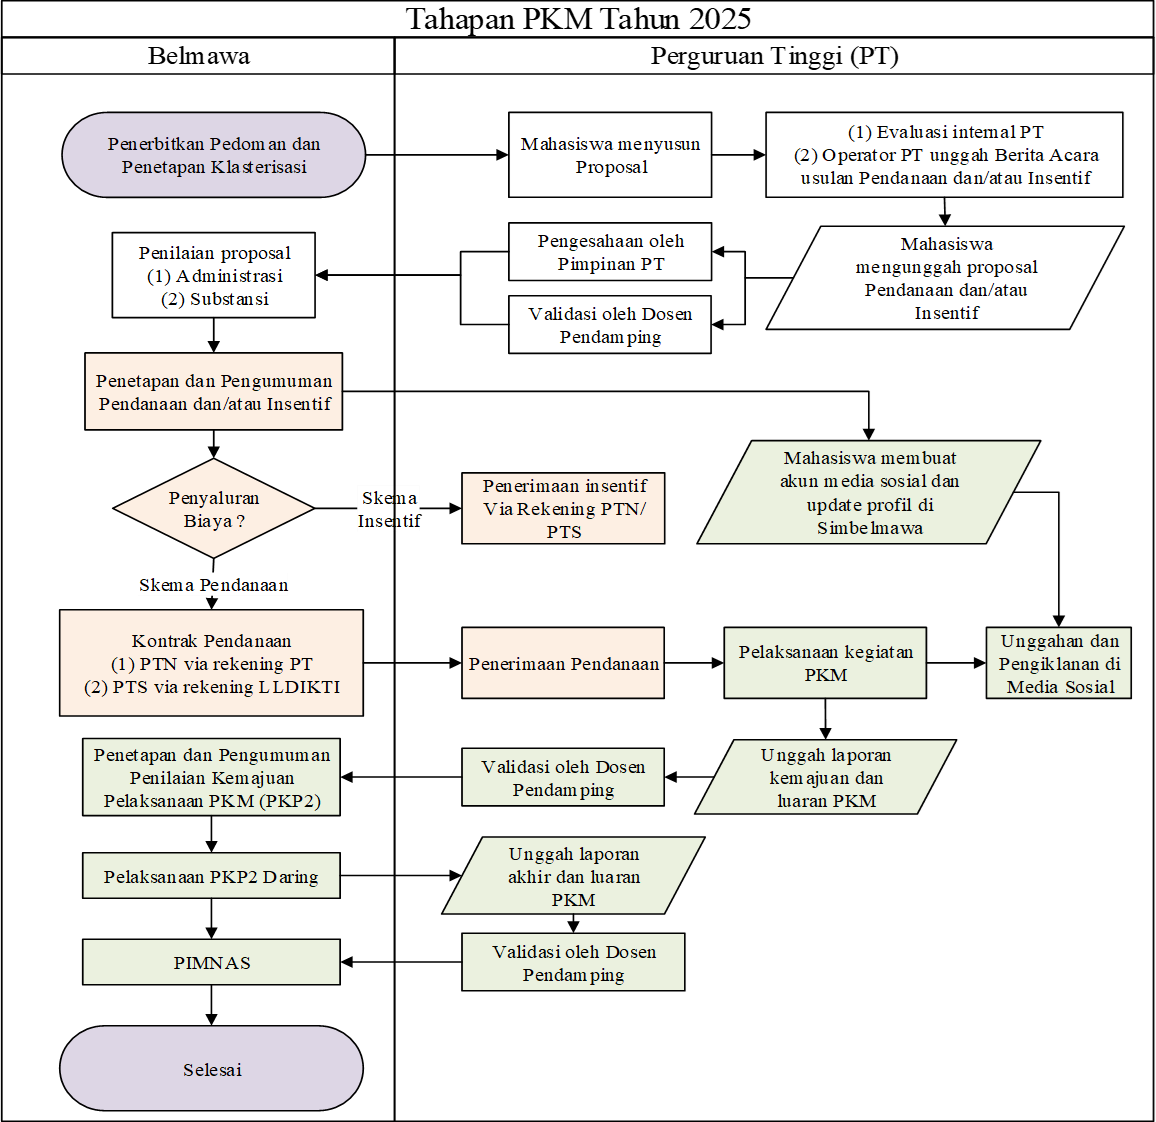 Tahapan PKM Tahun 2025
Belmawa
Perguruan Tinggi (PT)
Penerbitkan Pedoman dan
Penetapan Klasterisasi
Mahasiswa menyusun
Proposal
(1) Evaluasi internal PT
(2) Operator PT unggah Berita Acara
usulan Pendanaan dan/atau Insentif
Mahasiswa
mengunggah proposal
Pendanaan dan/atau
Insentif
Pengesahaan oleh
Pimpinan PT
Validasi oleh Dosen
Pendamping
Penilaian proposal
(1) Administrasi
(2) Substansi
Penetapan dan Pengumuman
Pendanaan dan/atau Insentif
Mahasiswa membuat
akun media sosial dan
update profil di
Simbelmawa
Penyaluran
Biaya ?
Skema
Insentif
Penerimaan insentif
Via Rekening PTN/
PTS
Skema Pendanaan
Kontrak Pendanaan
(1) PTN via rekening PT
(2) PTS via rekening LLDIKTI
Penerimaan Pendanaan
Pelaksanaan kegiatan
PKM
Unggahan dan
Pengiklanan di
Media Sosial
Unggah laporan
kemajuan dan
luaran PKM
Validasi oleh Dosen
Pendamping
Penetapan dan Pengumuman
Penilaian Kemajuan
Pelaksanaan PKM (PKP2)
Pelaksanaan PKP2 Daring
Unggah laporan
akhir dan luaran
PKM
Validasi oleh Dosen
Pendamping
PIMNAS
Selesai